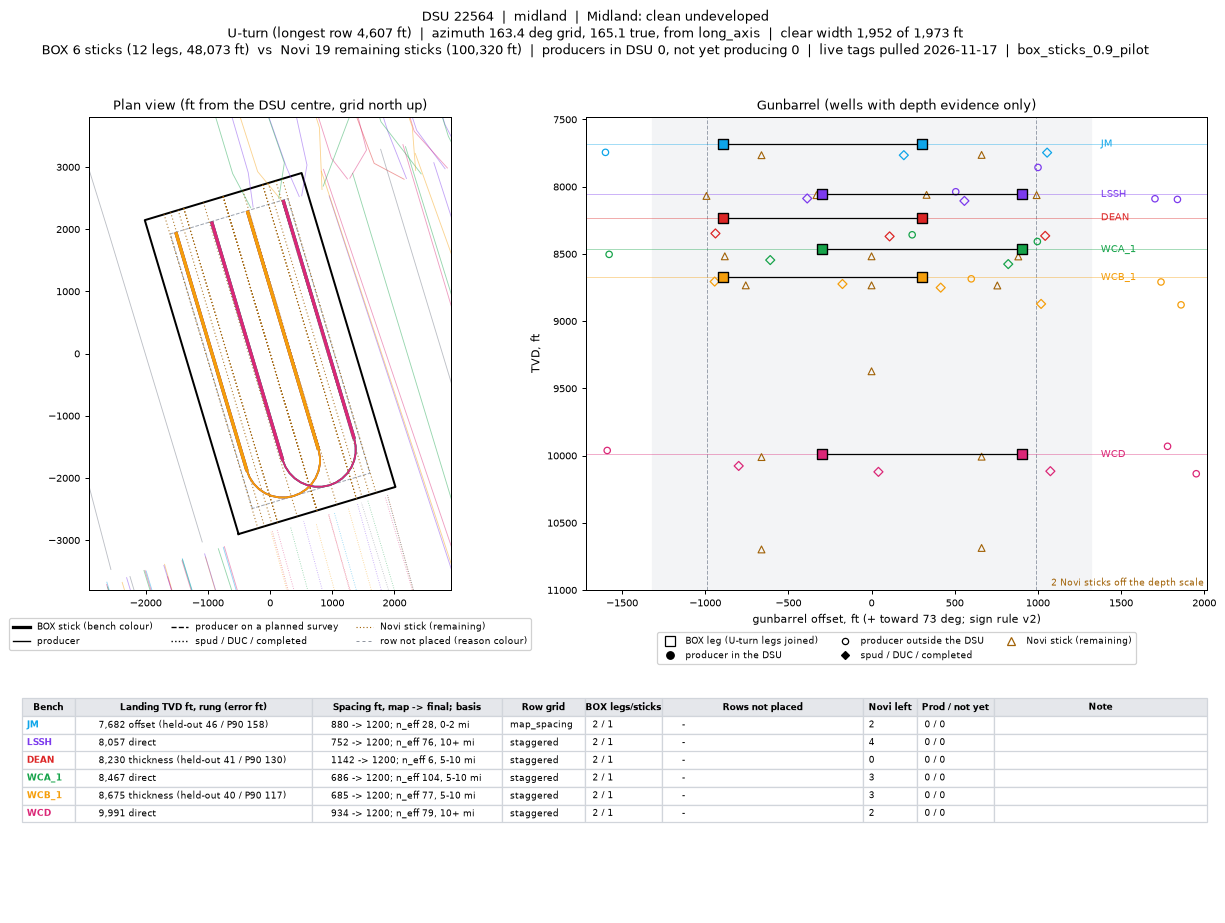 DSU 22564 | midland | Midland: clean undeveloped
U-turn (longest row 4,607 ft) | azimuth 163.4 deg grid, 165.1 true, from long_axis | clear width 1,952 of 1,973 ft
BOX 6 sticks (12 legs, 48,073 ft) vs Novi 19 remaining sticks (100,320 ft) | producers in DSU 0, not yet producing 0 | live tags pulled 2026-11-17 | box_sticks_0.9_pilot
Plan view (ft from the DSU centre, grid north up)
3000
2000
1000
0
−1000
−2000
−3000
−2000 −1000 0 1000 2000
BOX stick (bench colour)
producer
producer on a planned survey
spud / DUC / completed
Novi stick (remaining)
row not placed (reason colour)
Gunbarrel (wells with depth evidence only)
TVD, ft
7500
8000
8500
9000
9500
10000
10500
11000
JM
LSSH
DEAN
WCA_1
WCB_1
WCD
2 Novi sticks off the depth scale
−1500 −1000 −500 0 500 1000 1500 2000
gunbarrel offset, ft (+ toward 73 deg; sign rule v2)
BOX leg (U-turn legs joined)
producer in the DSU
producer outside the DSU
spud / DUC / completed
Novi stick (remaining)
Bench Landing TVD ft, rung (error ft) Spacing ft, map -> final; basis Row grid BOX legs/sticks Rows not placed Novi left Prod / not yet Note
JM 7,682 offset (held-out 46 / P90 158) 880 -> 1200; n_eff 28, 0-2 mi map_spacing 2 / 1 - 2 0 / 0
LSSH 8,057 direct 752 -> 1200; n_eff 76, 10+ mi staggered 2 / 1 - 4 0 / 0
DEAN 8,230 thickness (held-out 41 / P90 130) 1142 -> 1200; n_eff 6, 5-10 mi staggered 2 / 1 - 0 0 / 0
WCA_1 8,467 direct 686 -> 1200; n_eff 104, 5-10 mi staggered 2 / 1 - 3 0 / 0
WCB_1 8,675 thickness (held-out 40 / P90 117) 685 -> 1200; n_eff 77, 5-10 mi staggered 2 / 1 - 3 0 / 0
WCD 9,991 direct 934 -> 1200; n_eff 79, 10+ mi staggered 2 / 1 - 2 0 / 0